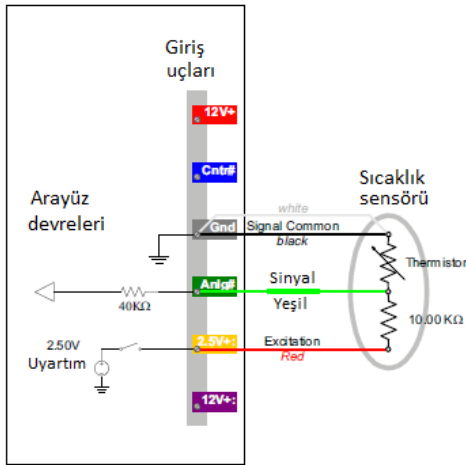 Giriş
uçları
12V+
Cntr#
Arayüz
devreleri
Sıcaklık
sensörü
white
Gnd
Signal Common
black
Thermistor
Anlg#
Sinyal
Yeşil
40KΩ
10.00 KΩ
2.50V
Uyartım
2.5V+:
Excitation
Red
12V+: